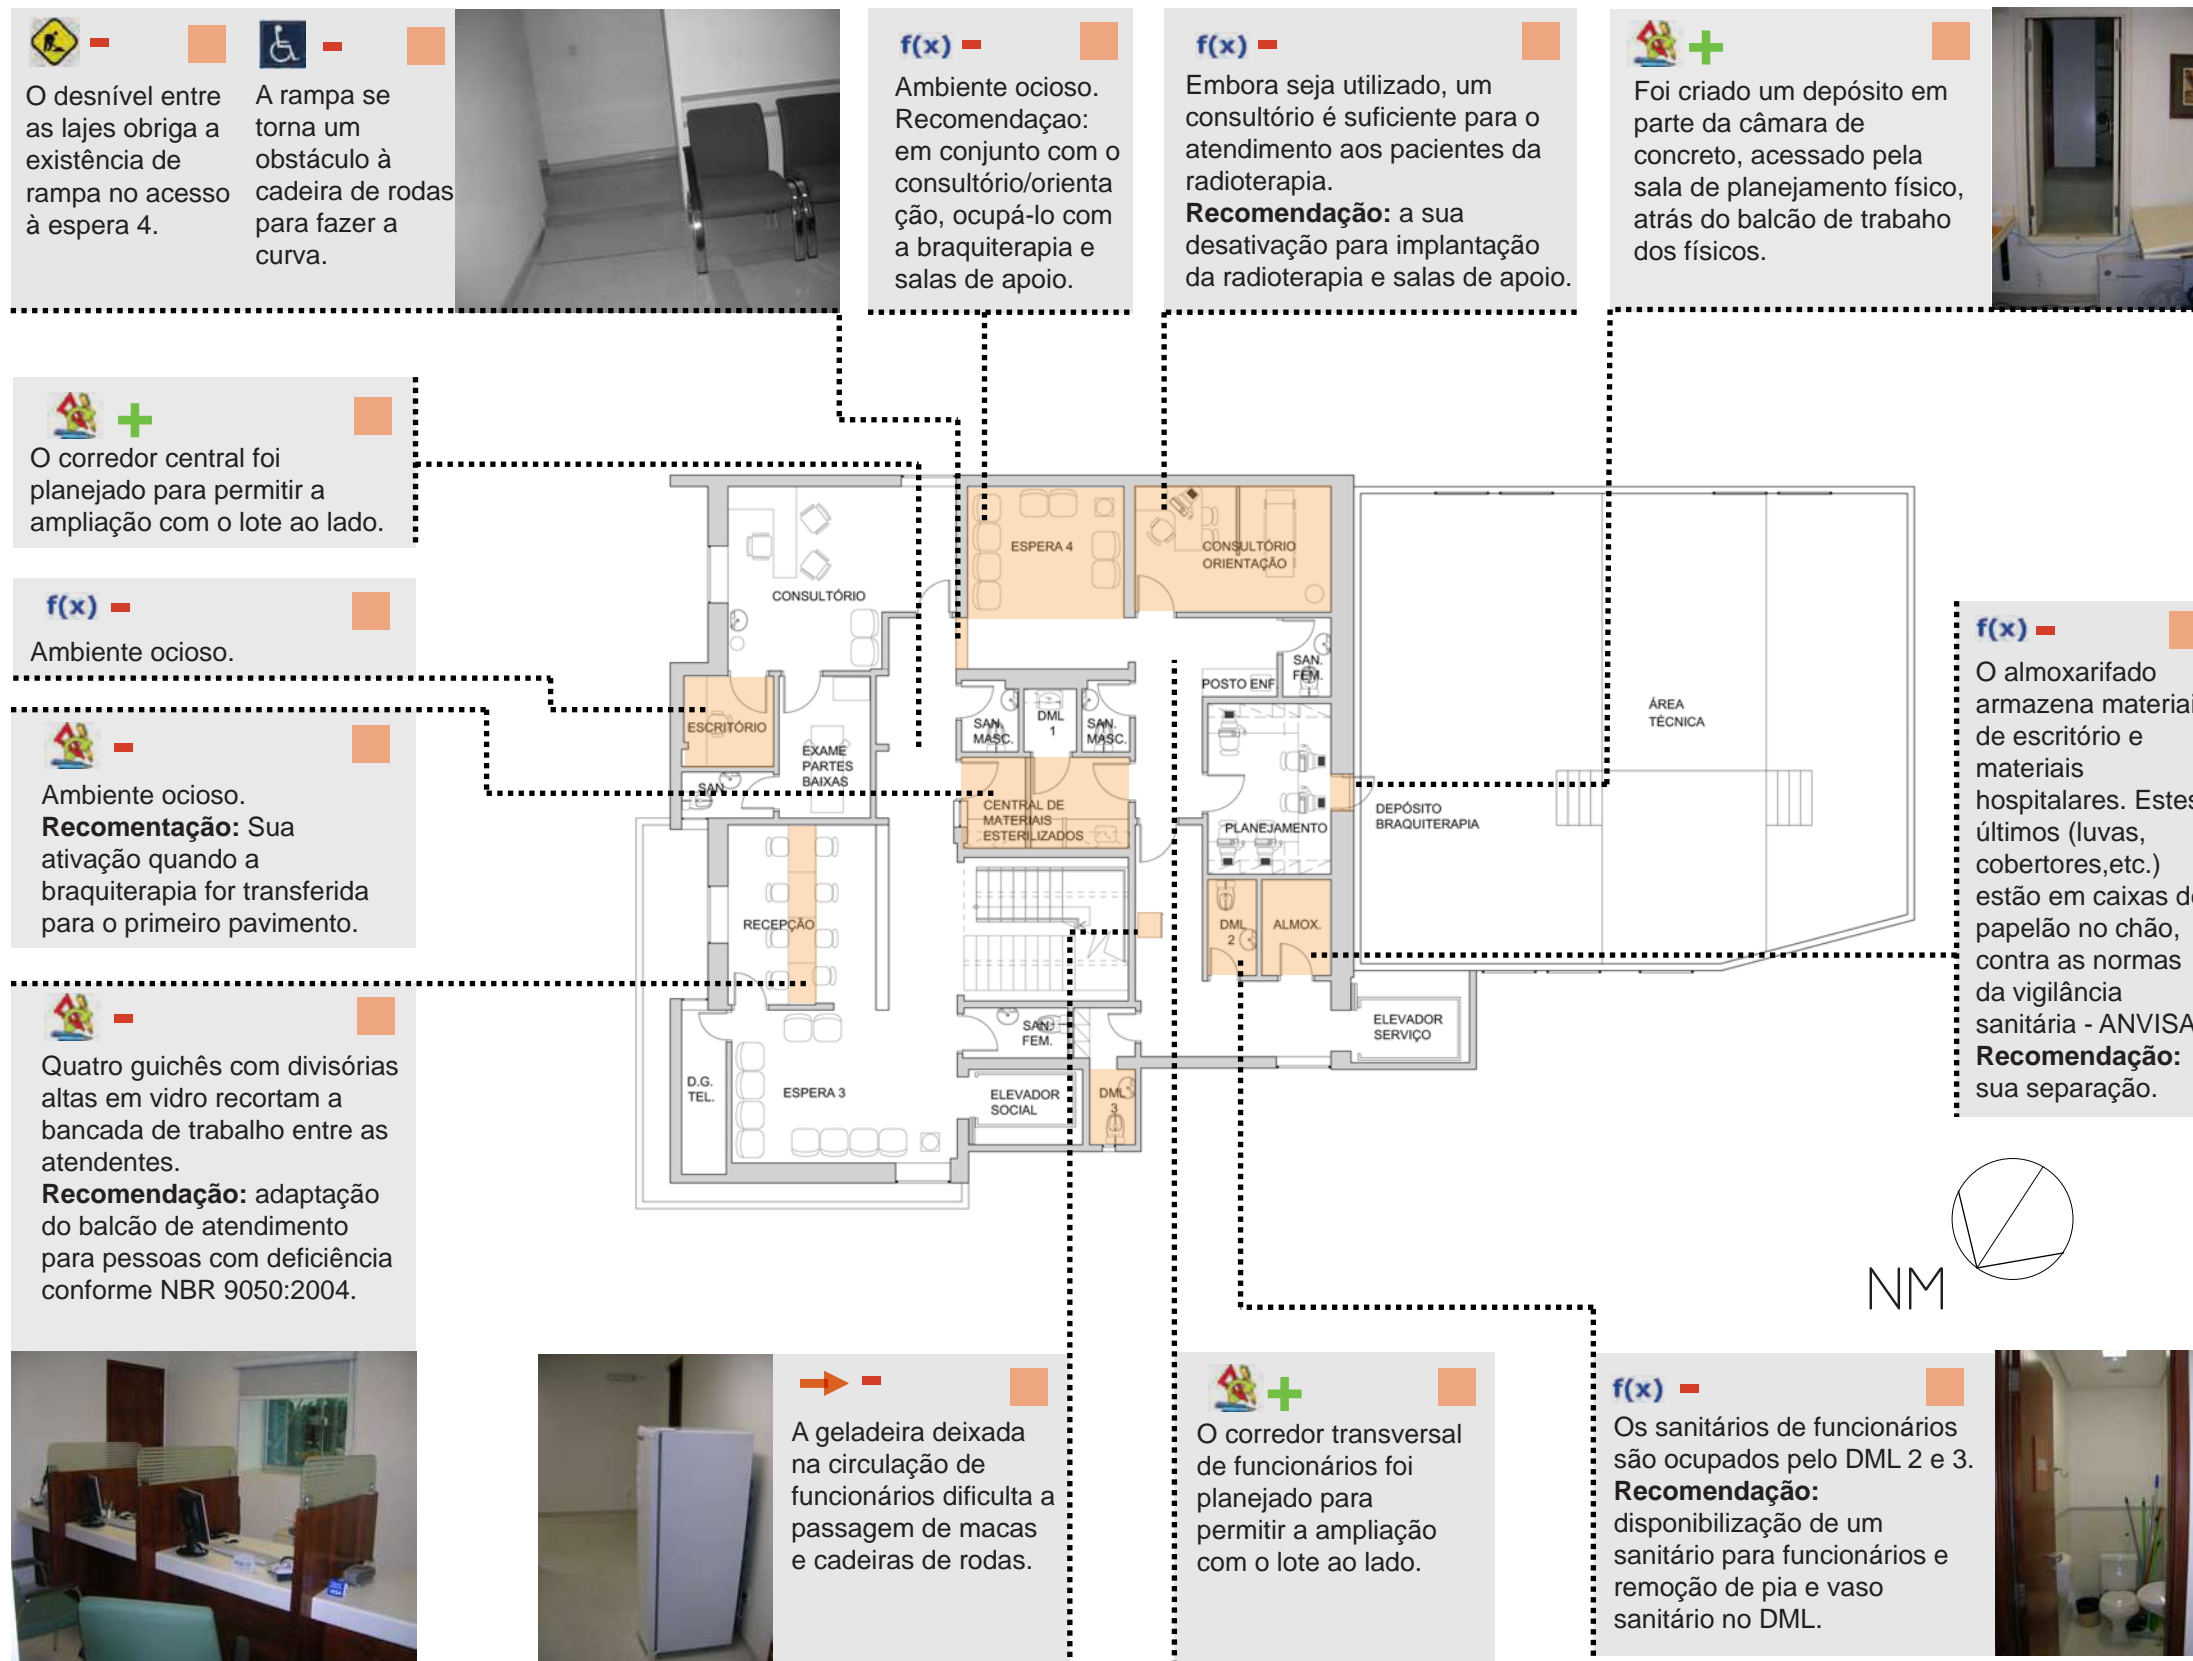 O desnível entre
as lajes obriga a
existência de
rampa no acesso
à espera 4.
A rampa se
torna um
obstáculo à
cadeira de rodas
para fazer a
curva.
f(x)
Ambiente ocioso.
Recomendaçao:
em conjunto com o
consultório/orienta
ção, ocupá-lo com
a braquiterapia e
salas de apoio.
f(x)
Embora seja utilizado, um
consultório é suficiente para o
atendimento aos pacientes da
radioterapia.
Recomendação: a sua
desativação para implantação
da radioterapia e salas de apoio.
Foi criado um depósito em
parte da câmara de
concreto, acessado pela
sala de planejamento físico,
atrás do balcão de trabaho
dos físicos.
O corredor central foi
planejado para permitir a
ampliação com o lote ao lado.
f(x)
Ambiente ocioso.
Ambiente ocioso.
Recomentação: Sua
ativação quando a
braquiterapia for transferida
para o primeiro pavimento.
Quatro guichês com divisórias
altas em vidro recortam a
bancada de trabalho entre as
atendentes.
Recomendação: adaptação
do balcão de atendimento
para pessoas com deficiência
conforme NBR 9050:2004.
CONSULTÓRIO
ESPERA 4
CONSULTÓRIO
ORIENTAÇÃO
ESCRITÓRIO
EXAME
PARTES
BAIXAS
SAN
SAN.
MASC.
DML
1
SAN.
MASC.
POSTO ENF
SAN.
FEM.
CENTRAL DE
MATERIAIS
ESTERILIZADOS
PLANEJAMENTO
DEPÓSITO
BRAQUITERAPIA
ÁREA
TÉCNICA
RECEPÇÃO
DML
2
ALMOX.
SAN.
FEM.
ELEVADOR
SERVIÇO
D.G.
TEL.
ESPERA 3
ELEVADOR
SOCIAL
DML
3
f(x)
O almoxarifado
armazena materiai
de escritório e
materiais
hospitalares. Estes
últimos (luvas,
cobertores,etc.)
estão em caixas de
papelão no chão,
contra as normas
da vigilância
sanitária - ANVISA
Recomendação:
sua separação.
NM
A geladeira deixada
na circulação de
funcionários dificulta a
passagem de macas
e cadeiras de rodas.
O corredor transversal
de funcionários foi
planejado para
permitir a ampliação
com o lote ao lado.
f(x)
Os sanitários de funcionários
são ocupados pelo DML 2 e 3.
Recomendação:
disponibilização de um
sanitário para funcionários e
remoção de pia e vaso
sanitário no DML.